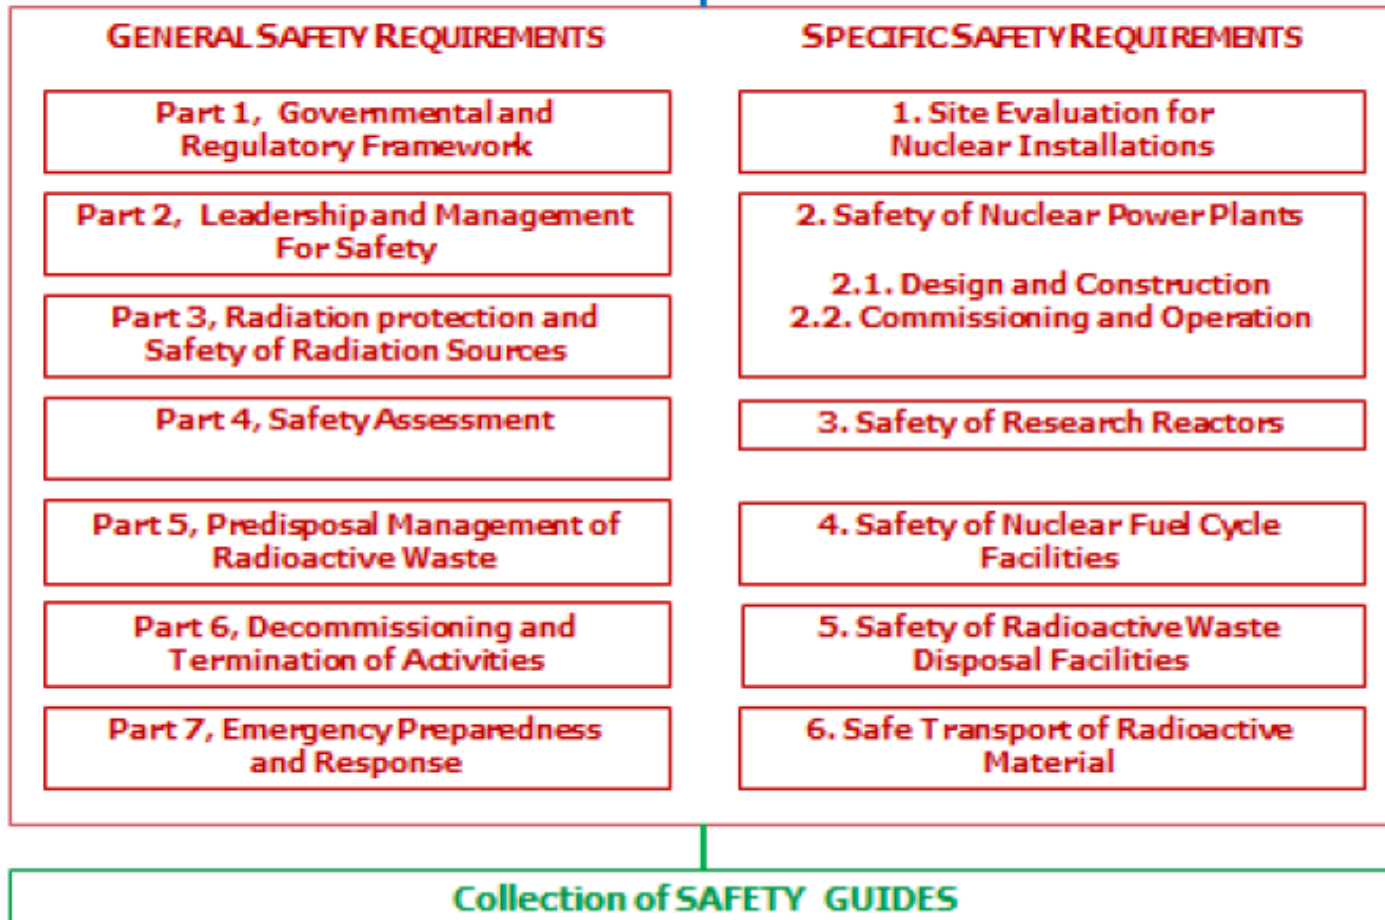 GENERAL SAFETY REQUIREMENTS
Part 1, Governmental and
Regulatory Framework
Part 2, Leadership and Management
For Safety
Part 3, Radiation protection and
Safety of Radiation Sources
Part 4, Safety Assessment
Part 5, Predisposal Management of
Radioactive Waste
Part 6, Decommissioning and
Termination of Activities
Part 7, Emergency Preparedness
and Response
SPECIFIC SAFETY REQUIREMENTS
1. Site Evaluation for
Nuclear Installations
2. Safety of Nuclear Power Plants
2.1. Design and Construction
2.2. Commissioning and Operation
3. Safety of Research Reactors
4. Safety of Nuclear Fuel Cycle
Facilities
5. Safety of Radioactive Waste
Disposal Facilities
6. Safe Transport of Radioactive
Material
Collection of SAFETY GUIDES